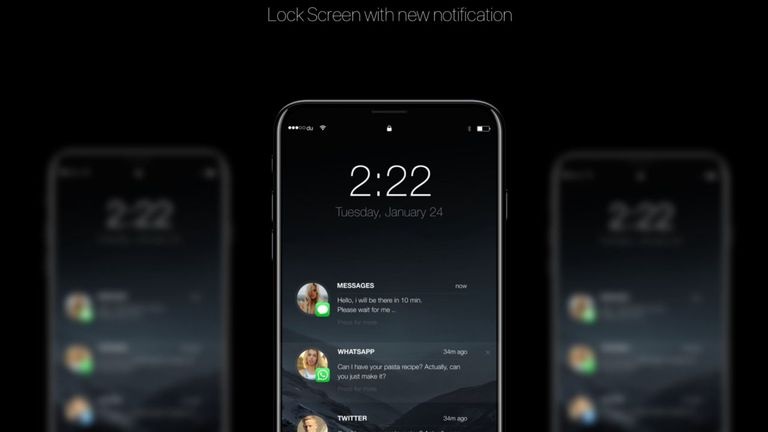 Lock Screen with new notification
du
2:22
Tuesday, January 24
MESSAGES now
Hello, i will be there in 10 min.
Please wait for me ..
Press for more
WHATSAPP 34m ago
Can I have your pasta recipe? Actually, can
you just make it?
Press for more
TWITTER 34m ago
2:22
2:22